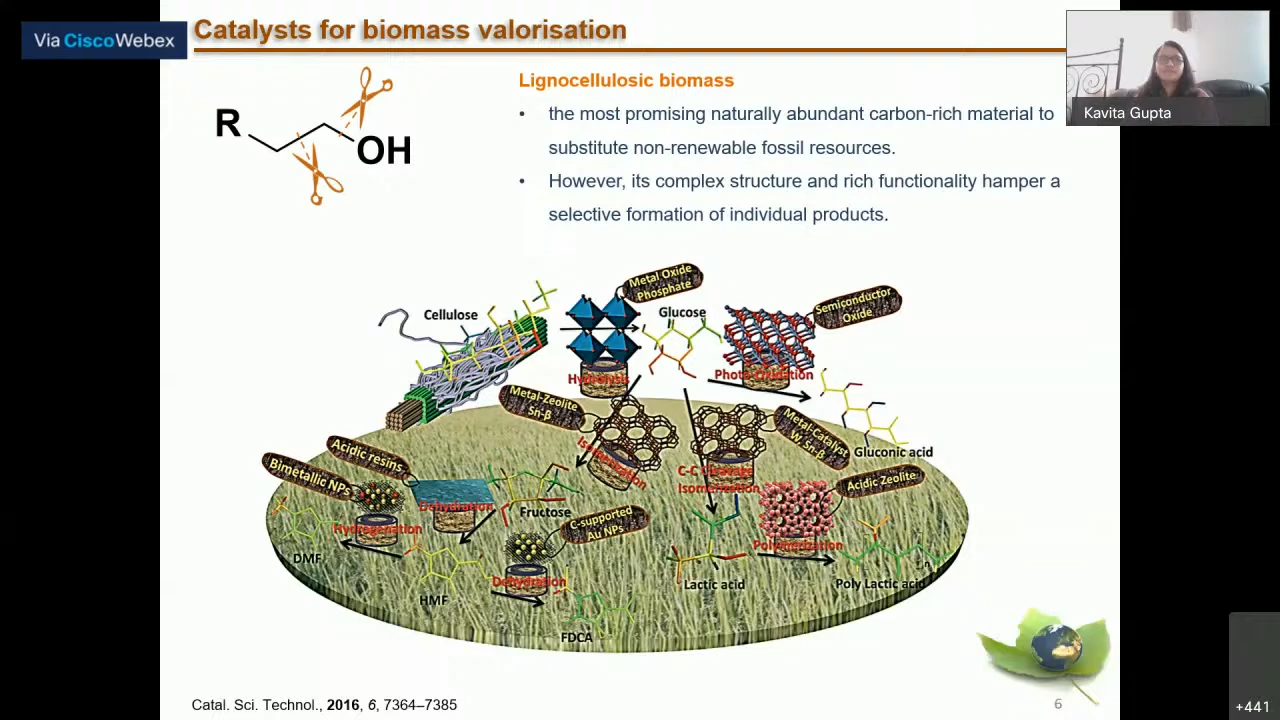 Via Cisco Webex
Catalysts for biomass valorisation
Kavita Gupta
R
OH
Lignocellulosic biomass
• the most promising naturally abundant carbon-rich material to
substitute non-renewable fossil resources.
• However, its complex structure and rich functionality hamper a
selective formation of individual products.
Metal Oxide
Phosphate
Cellulose
Glucose
Semiconductor
Oxide
Hydrolysis
Photo-Oxidation
Metal-Zeolite
Sn-β
Metal Catalyst
W, Sn-β
Isomerization
Gluconic acid
Acidic resins
Bimetallic NPs
C-C Cleavage
Isomerization
Acidic Zeolite
Dehydration
Fructose
C-supported
Au NPs
Hydrogenation
DMF
Polymerization
n
HMF
Dehydration
Lactic acid
Poly Lactic acid
FDCA
Catal. Sci. Technol., 2016, 6, 7364–7385
6
+441